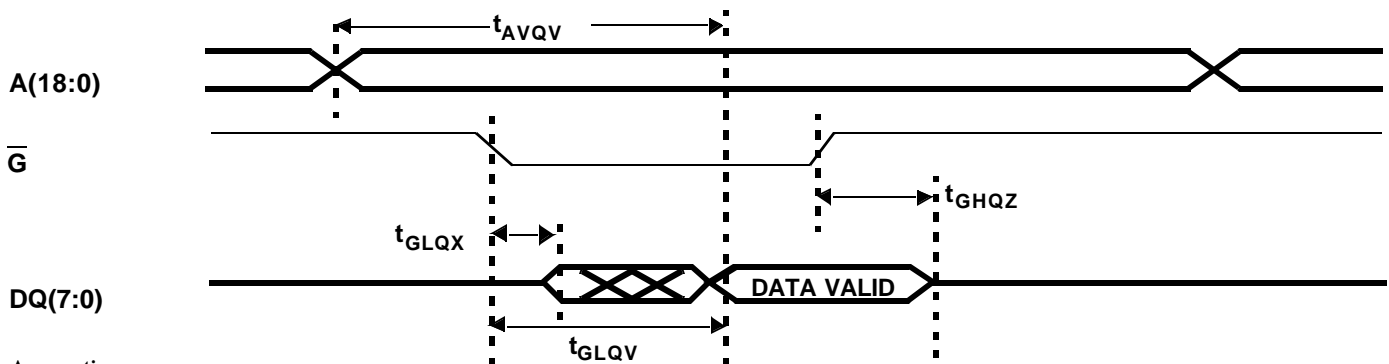 tAVQV
A(18:0)
G̅
tGHQZ
tGLQX
DATA VALID
DQ(7:0)
tGLQV